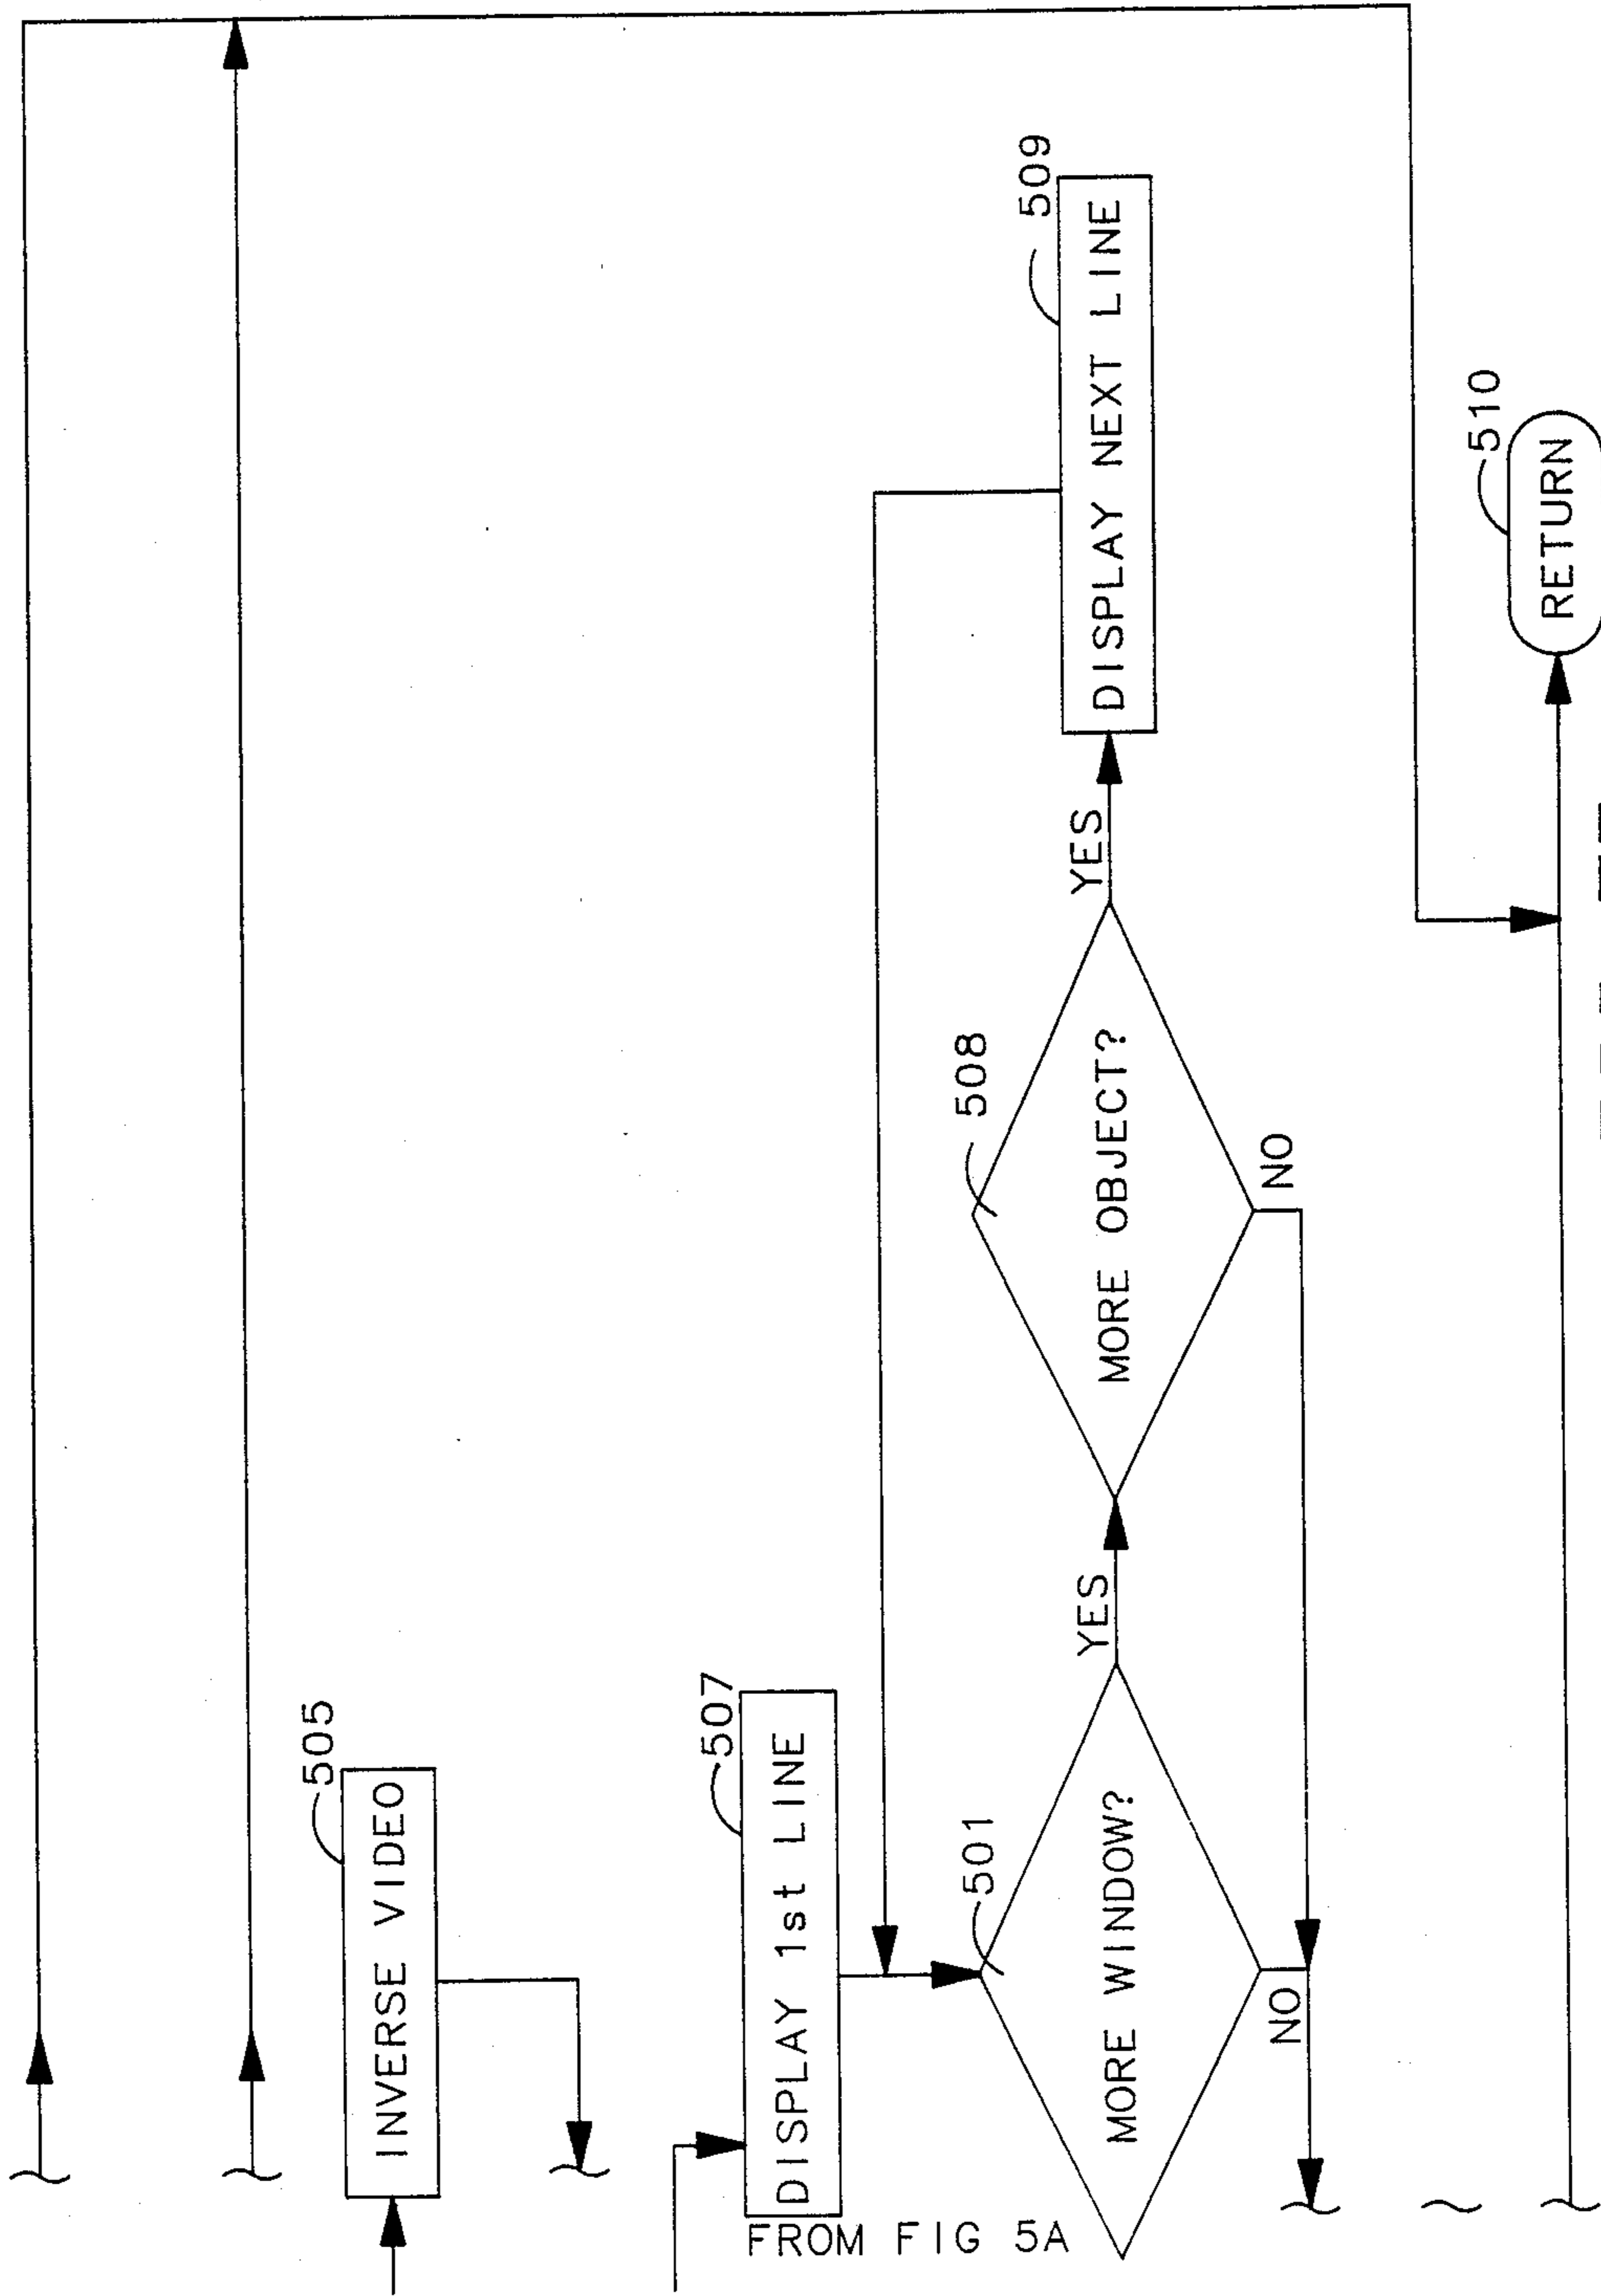 505
INVERSE VIDEO
507
DISPLAY 1st LINE
FROM FIG 5A
501
MORE WINDOW?
YES
NO
508
MORE OBJECT?
YES
NO
509
DISPLAY NEXT LINE
510
RETURN